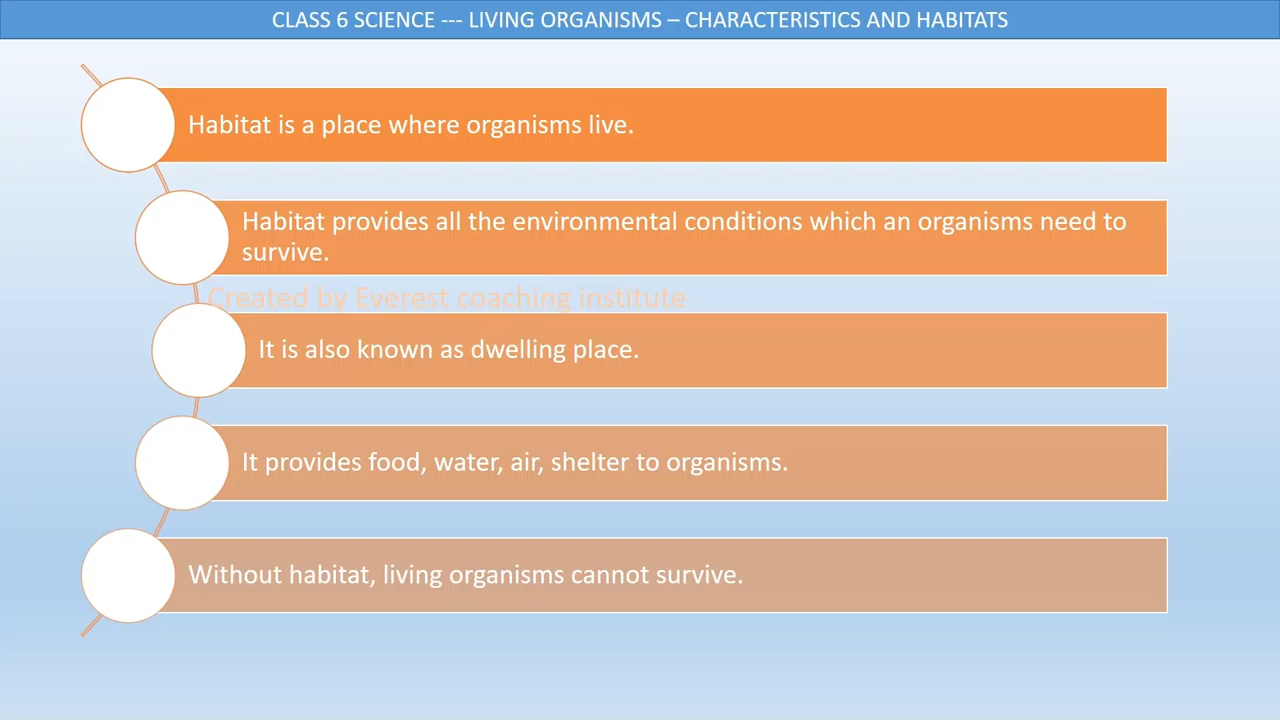 CLASS 6 SCIENCE --- LIVING ORGANISMS – CHARACTERISTICS AND HABITATS
Habitat is a place where organisms live.
Habitat provides all the environmental conditions which an organisms need to
survive.
Created by Everest coaching institute
It is also known as dwelling place.
It provides food, water, air, shelter to organisms.
Without habitat, living organisms cannot survive.